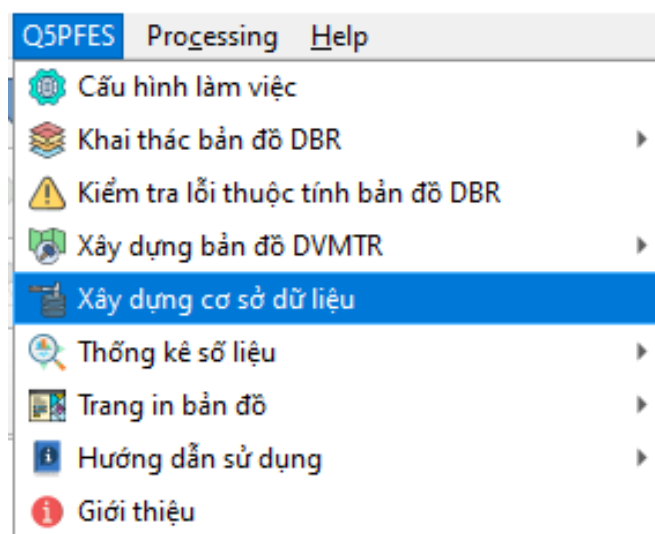 Q5PFES Processing Help
Cấu hình làm việc
Khai thác bản đồ DBR
Kiểm tra lỗi thuộc tính bản đồ DBR
Xây dựng bản đồ DVMTR
Xây dựng cơ sở dữ liệu
Thống kê số liệu
Trang in bản đồ
Hướng dẫn sử dụng
Giới thiệu